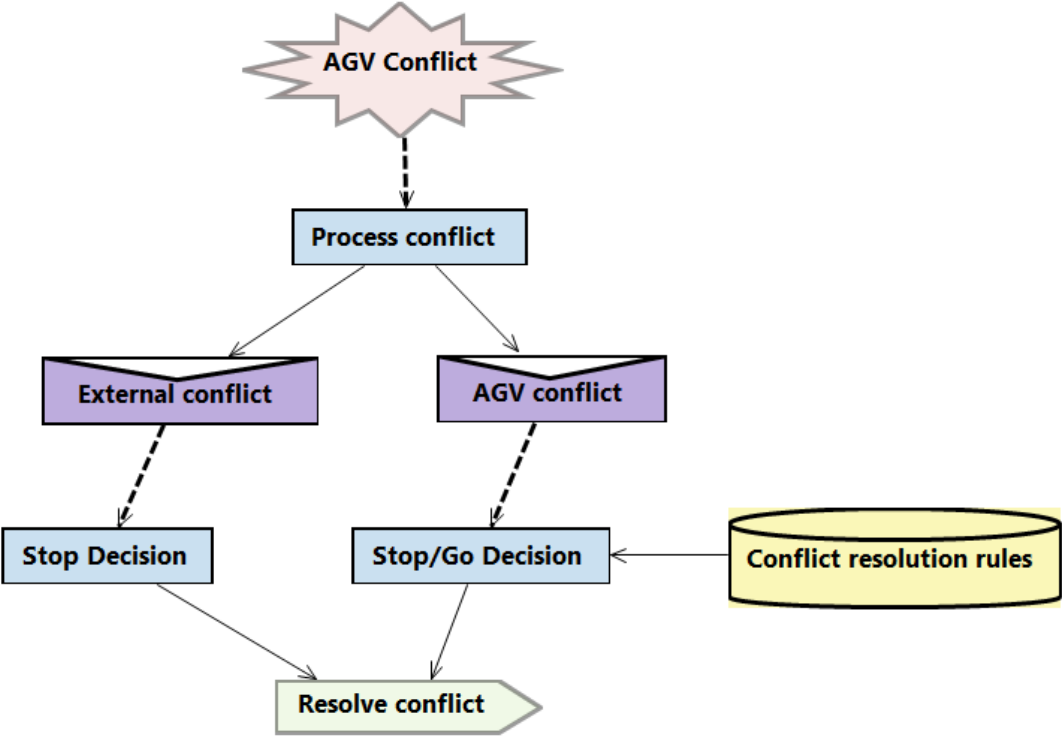 AGV Conflict
Process conflict
External conflict
AGV conflict
Stop Decision
Stop/Go Decision
Conflict resolution rules
Resolve conflict